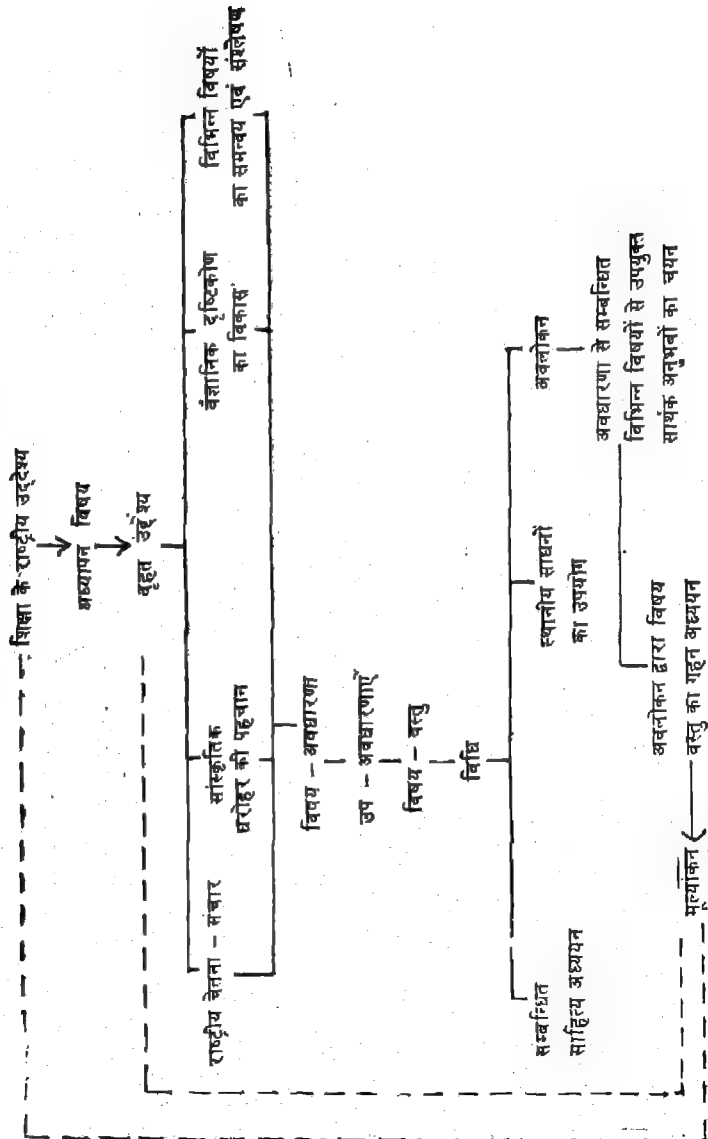 शिक्षा के राष्ट्रीय उद्देश्य
अध्यापन विषय
वृहत उद्देश्य
राष्ट्रीय चेतना – संचार
सांस्कृतिक
धरोहर की पहचान
वैज्ञानिक दृष्टिकोण
का विकास
विभिन्न विषयों
का समन्वय एवं संश्लेषण
विषय – अवधारणा
उप – अवधारणाएँ
विषय – वस्तु
विधि
सम्बन्धित
साहित्य अध्ययन
स्थानीय साधनों
का उपयोग
अवलोकन
अवधारणा से सम्बन्धित
विभिन्न विषयों से उपयुक्त
सार्थक अनुभवों का चयन
अवलोकन द्वारा विषय
वस्तु का गहन अध्ययन
मूल्यांकन